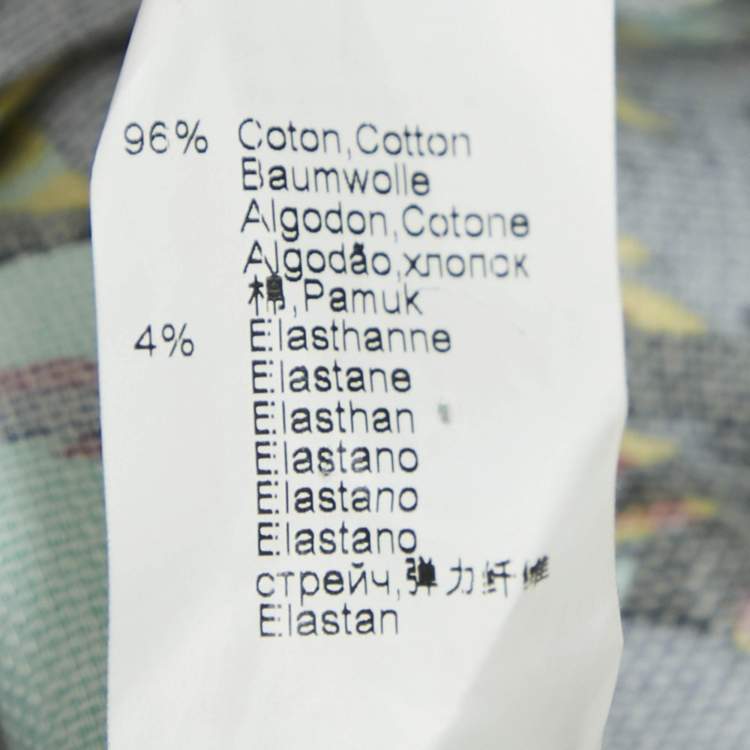 96% Coton,Cotton
Baumwolle
Algodon,Cotone
Algodão,хлопок
棉,Pamuk
4% Elasthanne
Elastane
Elasthan
Elastano
Elastano
Elastano
стрейч,弹力纤维
Elastan